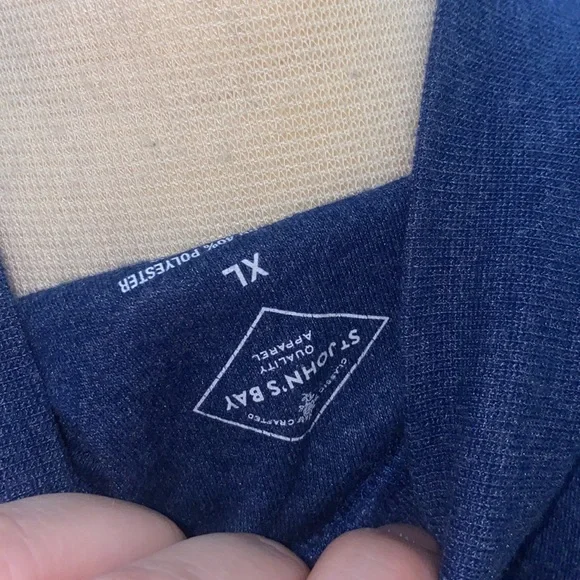 POLYESTER
XL
CLASSIC
CRAFTED
ST JOHN'S BAY
QUALITY
APPAREL